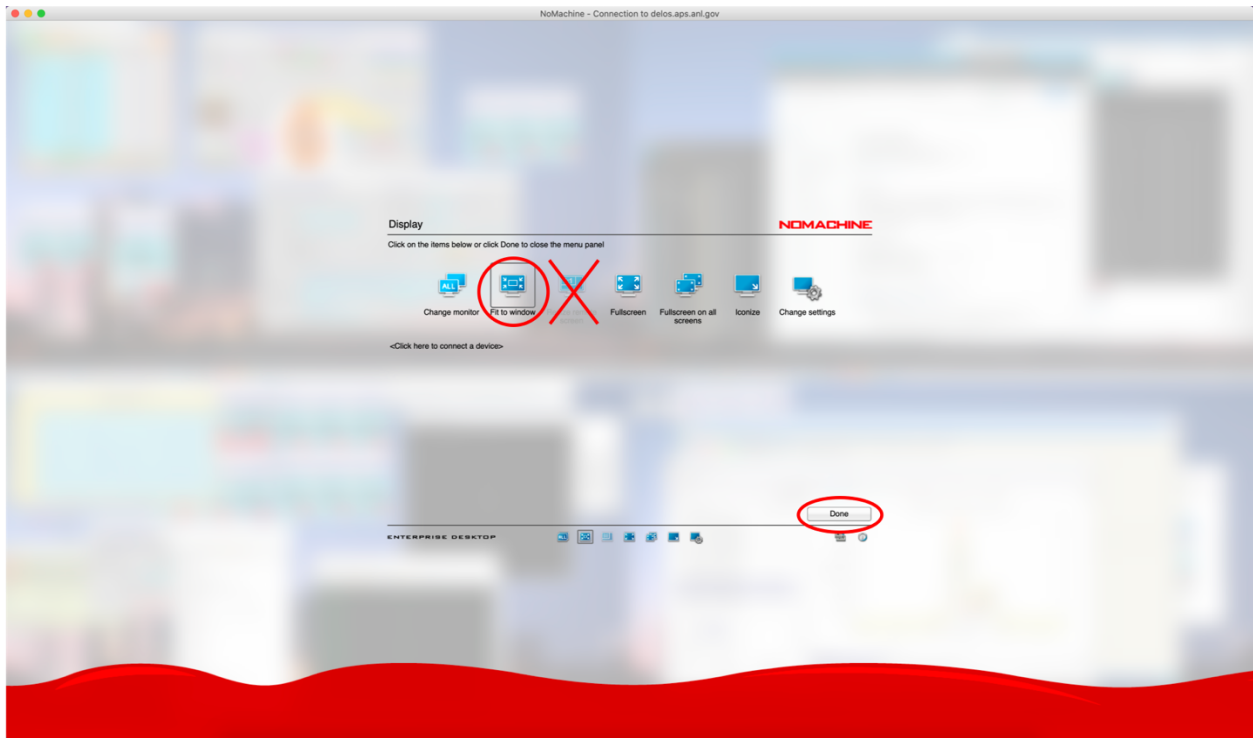 NoMachine - Connection to delos.aps.anl.gov
Display
NOMACHINE
Click on the items below or click Done to close the menu panel
ALL
Change monitor
Fit to window
Fullscreen
Fullscreen on all
screens
Iconize
Change settings
<Click here to connect a device>
Done
ENTERPRISE DESKTOP